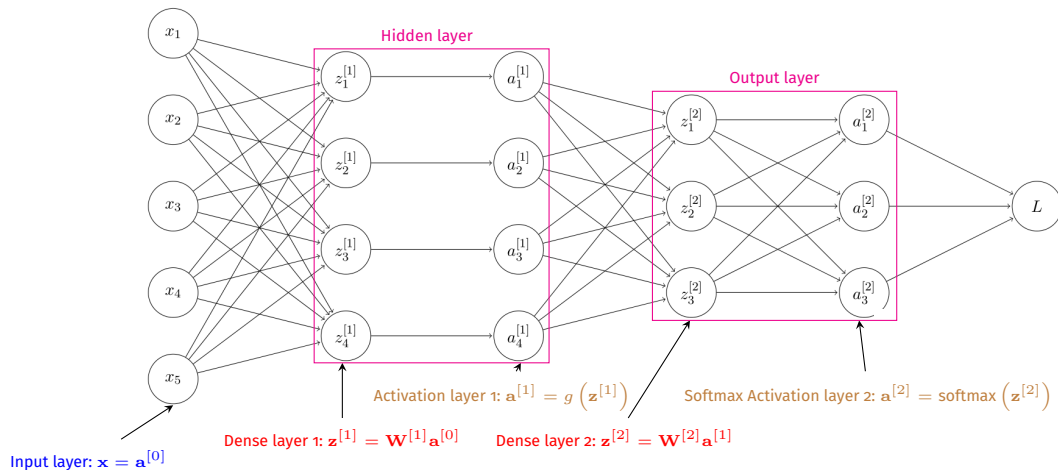 Hidden layer
Output layer
x₁
x₂
x₃
x₄
x₅
z₁^[1]
z₂^[1]
z₃^[1]
z₄^[1]
a₁^[1]
a₂^[1]
a₃^[1]
a₄^[1]
z₁^[2]
z₂^[2]
z₃^[2]
a₁^[2]
a₂^[2]
a₃^[2]
L
Activation layer 1: a^[1] = g (z^[1])
Softmax Activation layer 2: a^[2] = softmax (z^[2])
Dense layer 1: z^[1] = W^[1]a^[0]
Dense layer 2: z^[2] = W^[2]a^[1]
Input layer: x = a^[0]